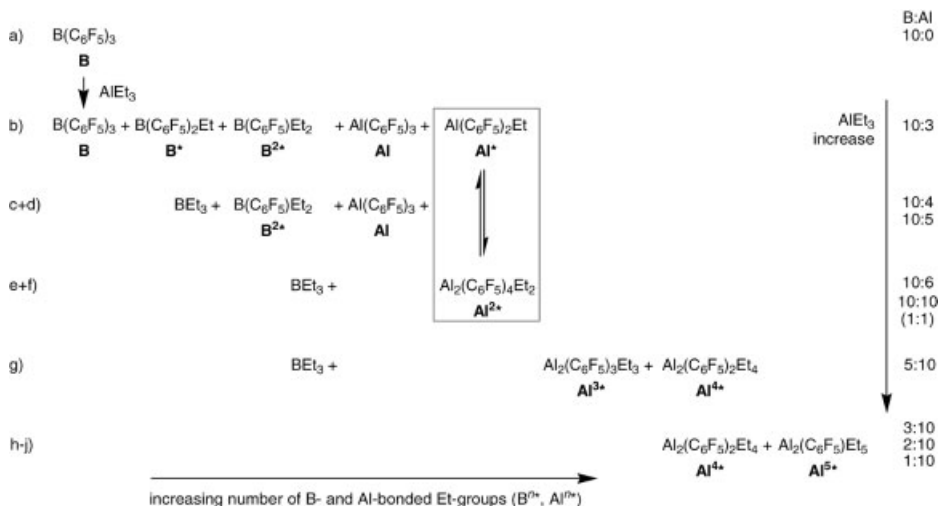 B:Al
a) B(C₆F₅)₃ 10:0
B
AlEt₃
b) B(C₆F₅)₃ + B(C₆F₅)₂Et + B(C₆F₅)Et₂ + Al(C₆F₅)₃ + Al(C₆F₅)₂Et AlEt₃ increase 10:3
B B* B²* Al Al*
c+d) BEt₃ + B(C₆F₅)Et₂ + Al(C₆F₅)₃ + 10:4
10:5
B²* Al
e+f) BEt₃ + Al₂(C₆F₅)₄Et₂ 10:6
Al²* 10:10
(1:1)
g) BEt₃ + Al₂(C₆F₅)₃Et₃ + Al₂(C₆F₅)₂Et₄ 5:10
Al³* Al⁴*
3:10
h-j) Al₂(C₆F₅)₂Et₄ + Al₂(C₆F₅)Et₅ 2:10
Al⁴* Al⁵* 1:10
increasing number of B- and Al-bonded Et-groups (Bⁿ*, Alⁿ*)